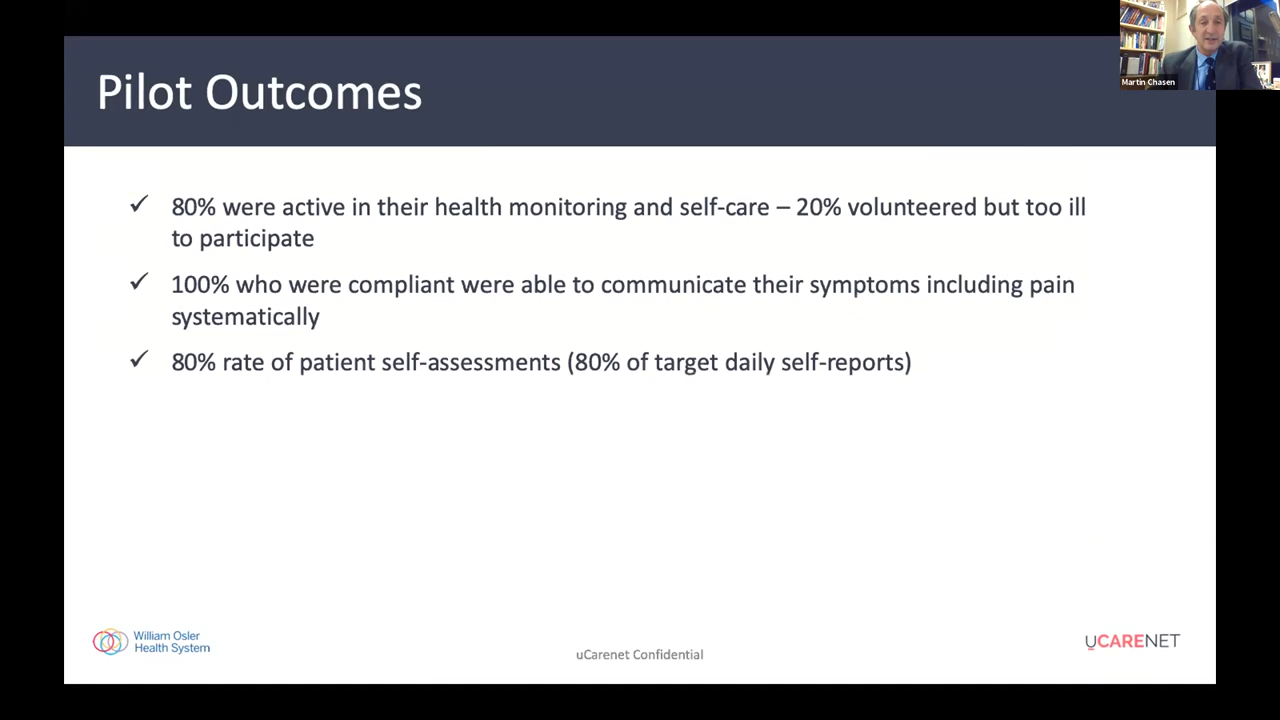 Martin Chasen
Pilot Outcomes
✓ 80% were active in their health monitoring and self-care – 20% volunteered but too ill
to participate
✓ 100% who were compliant were able to communicate their symptoms including pain
systematically
✓ 80% rate of patient self-assessments (80% of target daily self-reports)
William Osler
Health System
uCarenet Confidential
uCARENET